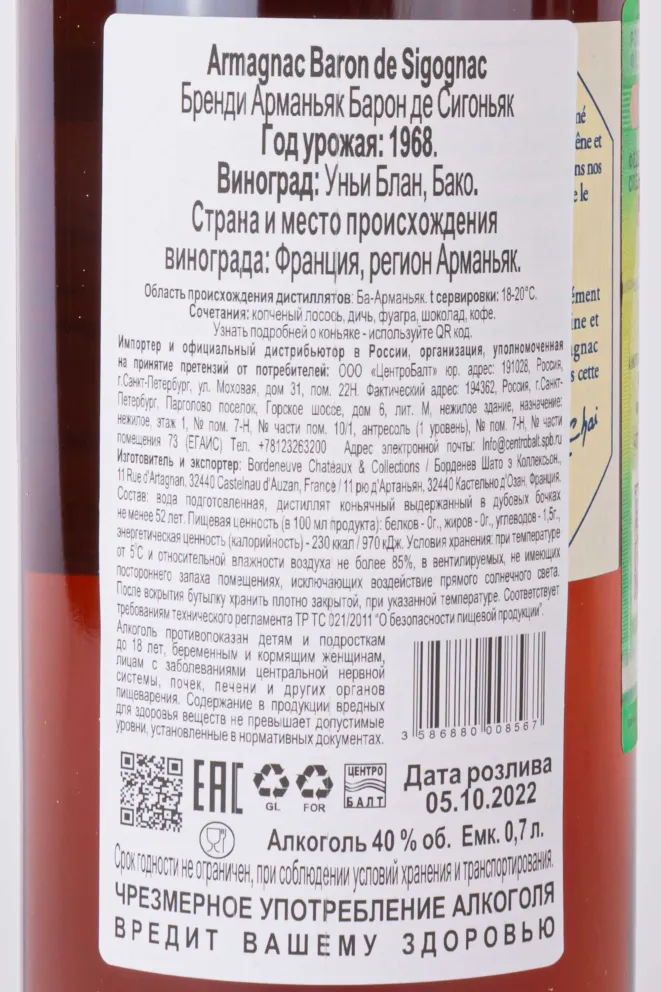 Armagnac Baron de Sigognac
Бренди Арманьяк Барон де Сигоньяк
Год урожая: 1968.
Виноград: Уньи Блан, Бако.
Страна и место происхождения
винограда: Франция, регион Арманьяк.
Область происхождения дистиллятов: Ба-Арманьяк. t сервировки: 18-20°С.
Сочетания: копченый лосось, дичь, фуагра, шоколад, кофе.
Узнать подробней о коньяке - используйте QR код.
Импортер и официальный дистрибьютор в России, организация, уполномоченная
на принятие претензий от потребителей: ООО «ЦентроБалт» юр. адрес: 191028, Россия,
г.Санкт-Петербург, ул. Моховая, дом 31, пом. 22Н. Фактический адрес: 194362, Россия, г.Санкт-
Петербург, Парголово поселок, Горское шоссе, дом 6, лит. М, нежилое здание, назначение:
нежилое, этаж 1, № пом. 7-Н, № части пом. 10/1, антресоль (1 уровень), № пом. 7-Н, № части
помещения 73 (ЕГАИС) Тел. +78123263200 Адрес электронной почты: Info@centrobalt.spb.ru
Изготовитель и экспортер: Bordeneuve Chateaux & Collections / Борденев Шато э Коллексьон,
11 Rue d'Artagnan, 32440 Castelnau d'Auzan, France / 11 рю д'Артаньян, 32440 Кастельно д'Озан, Франция.
Состав: вода подготовленная, дистиллят коньячный выдержанный в дубовых бочках
не менее 52 лет. Пищевая ценность (в 100 мл продукта): белков - 0г., жиров - 0г., углеводов - 1,5г.,
энергетическая ценность (калорийность) - 230 ккал / 970 кДж. Условия хранения: при температуре
от 5°С и относительной влажности воздуха не более 85%, в вентилируемых, не имеющих
постороннего запаха помещениях, исключающих воздействие прямого солнечного света.
После вскрытия бутылку хранить плотно закрытой, при указанной температуре. Соответствует
требованиям технического регламента ТР ТС 021/2011 "О безопасности пищевой продукции".
Алкоголь противопоказан детям и подросткам
до 18 лет, беременным и кормящим женщинам,
лицам с заболеваниями центральной нервной
системы, почек, печени и других органов
пищеварения. Содержание в продукции вредных
для здоровья веществ не превышает допустимые
уровни, установленные в нормативных документах.
3 586880 008567
EAC
GL
FOR
ЦЕНТРО
БАЛТ
Дата розлива
05.10.2022
Алкоголь 40 % об. Емк. 0,7 л.
Срок годности не ограничен, при соблюдении условий хранения и транспортирования.
ЧРЕЗМЕРНОЕ УПОТРЕБЛЕНИЕ АЛКОГОЛЯ
ВРЕДИТ ВАШЕМУ ЗДОРОВЬЮ